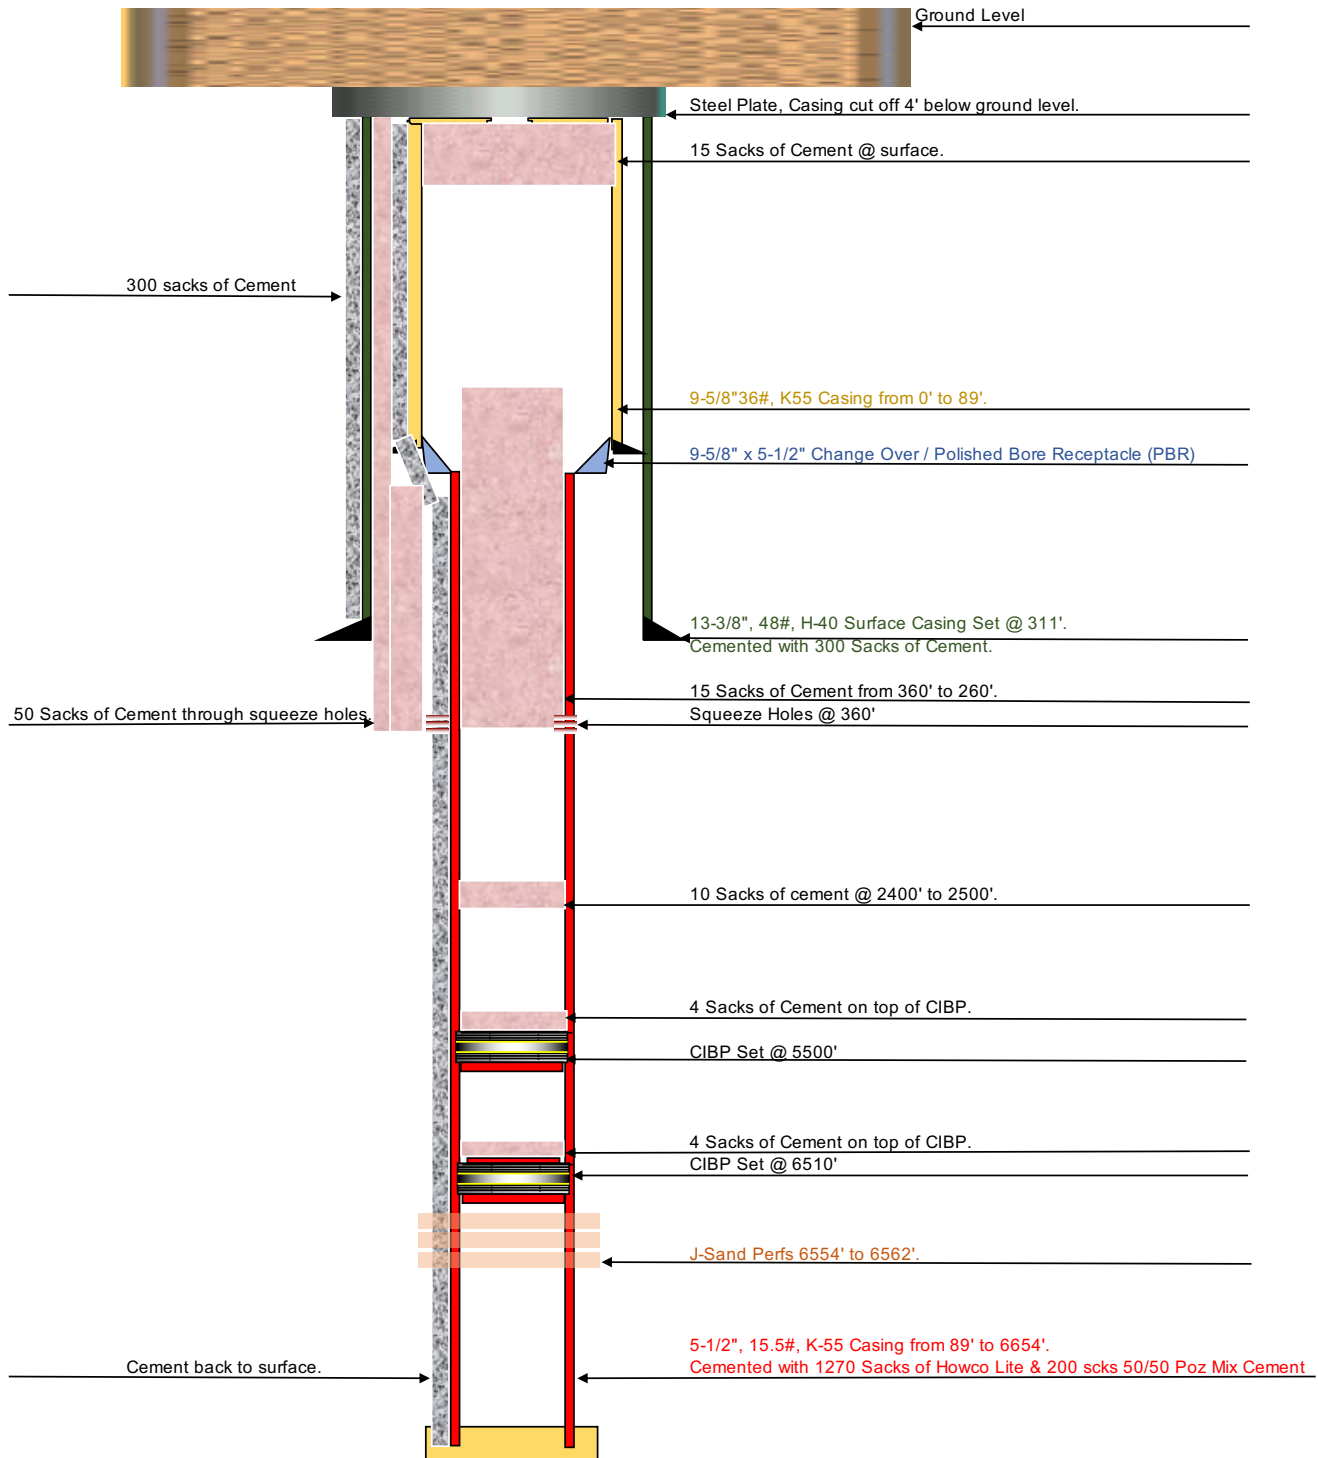 Ground Level
Steel Plate, Casing cut off 4' below ground level.
15 Sacks of Cement @ surface.
300 sacks of Cement
9-5/8"36#, K55 Casing from 0' to 89'.
9-5/8" x 5-1/2" Change Over / Polished Bore Receptacle (PBR)
13-3/8", 48#, H-40 Surface Casing Set @ 311'.
Cemented with 300 Sacks of Cement.
15 Sacks of Cement from 360' to 260'.
50 Sacks of Cement through squeeze holes.
Squeeze Holes @ 360'
10 Sacks of cement @ 2400' to 2500'.
4 Sacks of Cement on top of CIBP.
CIBP Set @ 5500'
4 Sacks of Cement on top of CIBP.
CIBP Set @ 6510'
J-Sand Perfs 6554' to 6562'.
5-1/2", 15.5#, K-55 Casing from 89' to 6654'.
Cement back to surface.
Cemented with 1270 Sacks of Howco Lite & 200 scks 50/50 Poz Mix Cement